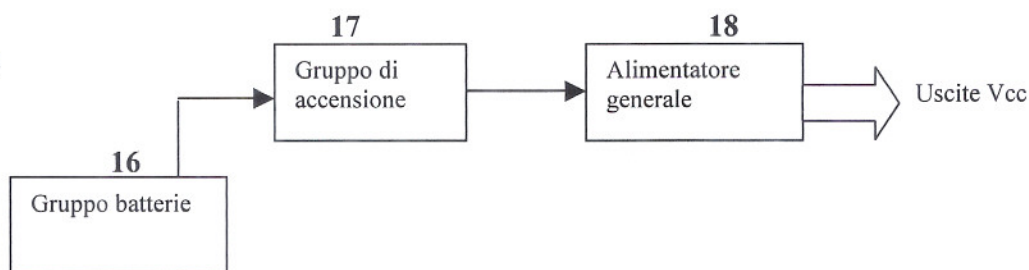 17
Gruppo di
accensione
18
Alimentatore
generale
Uscite Vcc
16
Gruppo batterie